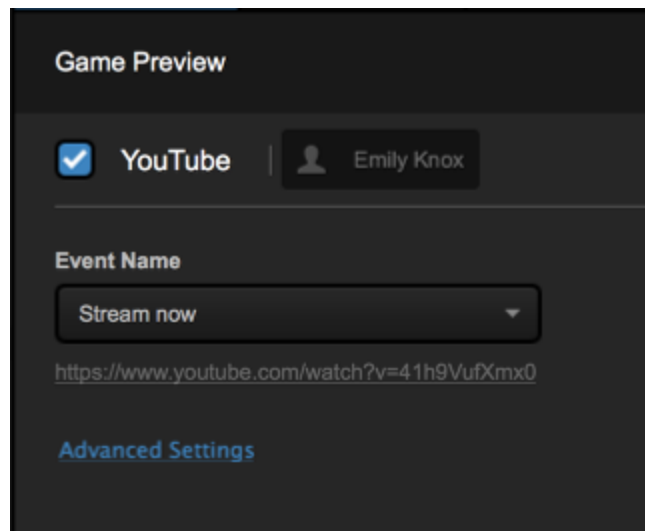 Game Preview
YouTube | Emily Knox
Event Name
Stream now
https://www.youtube.com/watch?v=41h9VufXmx0
Advanced Settings